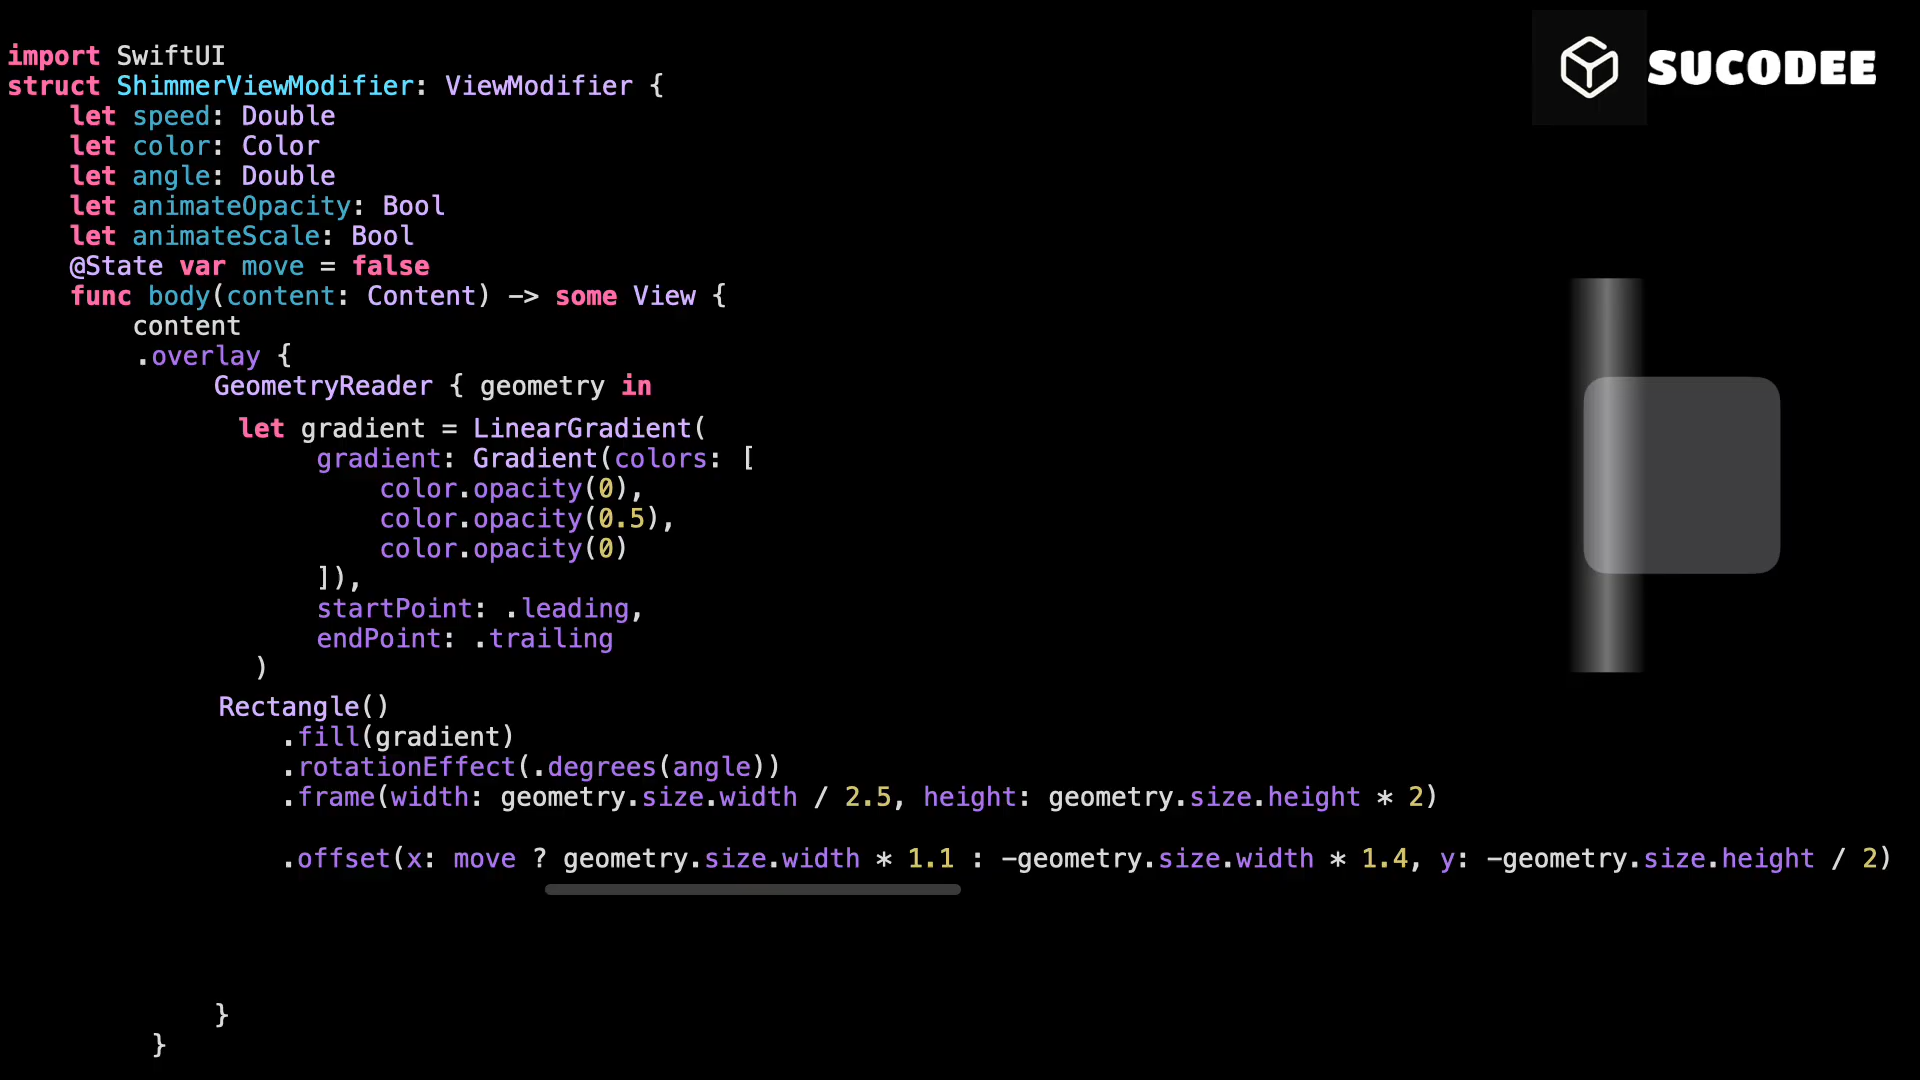 import SwiftUI
struct ShimmerViewModifier: ViewModifier {
    let speed: Double
    let color: Color
    let angle: Double
    let animateOpacity: Bool
    let animateScale: Bool
    @State var move = false
    func body(content: Content) -> some View {
        content
        .overlay {
            GeometryReader { geometry in
            let gradient = LinearGradient(
                gradient: Gradient(colors: [
                    color.opacity(0),
                    color.opacity(0.5),
                    color.opacity(0)
                ]),
                startPoint: .leading,
                endPoint: .trailing
            )
            Rectangle()
                .fill(gradient)
                .rotationEffect(.degrees(angle))
                .frame(width: geometry.size.width / 2.5, height: geometry.size.height * 2)
                .offset(x: move ? geometry.size.width * 1.1 : -geometry.size.width * 1.4, y: -geometry.size.height / 2)
            }
        }
SUCODEE